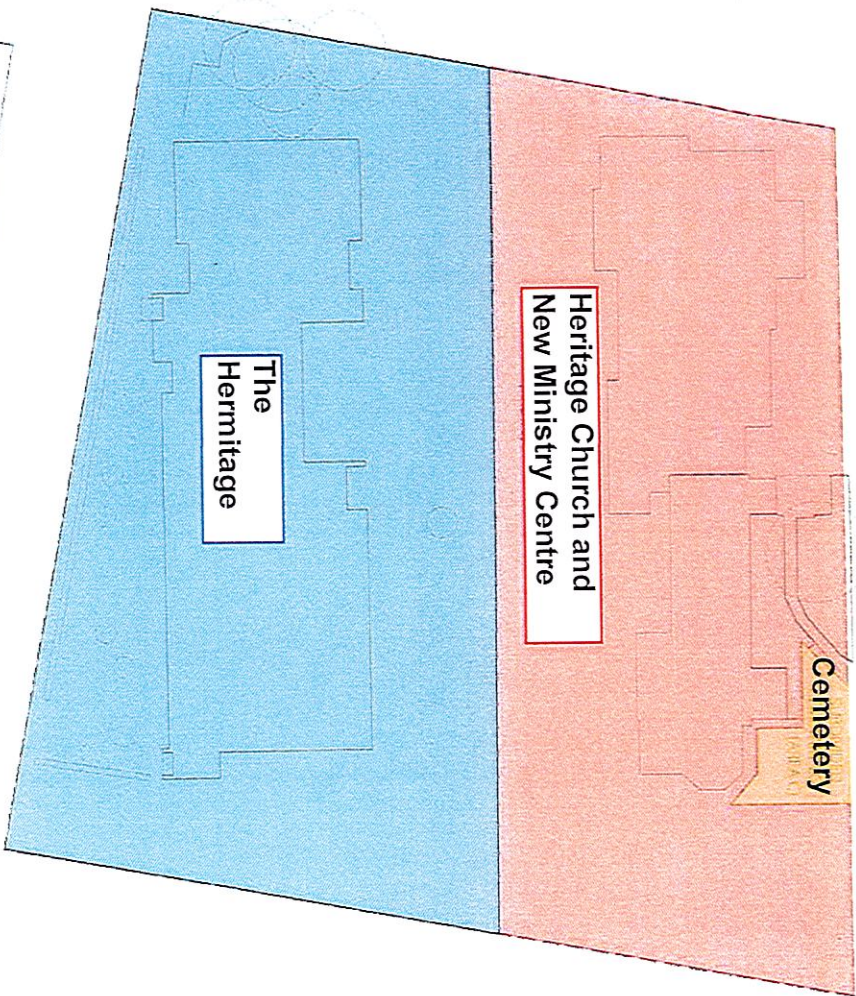 Heritage Church and
New Ministry Centre
The
Hermitage
Cemetery